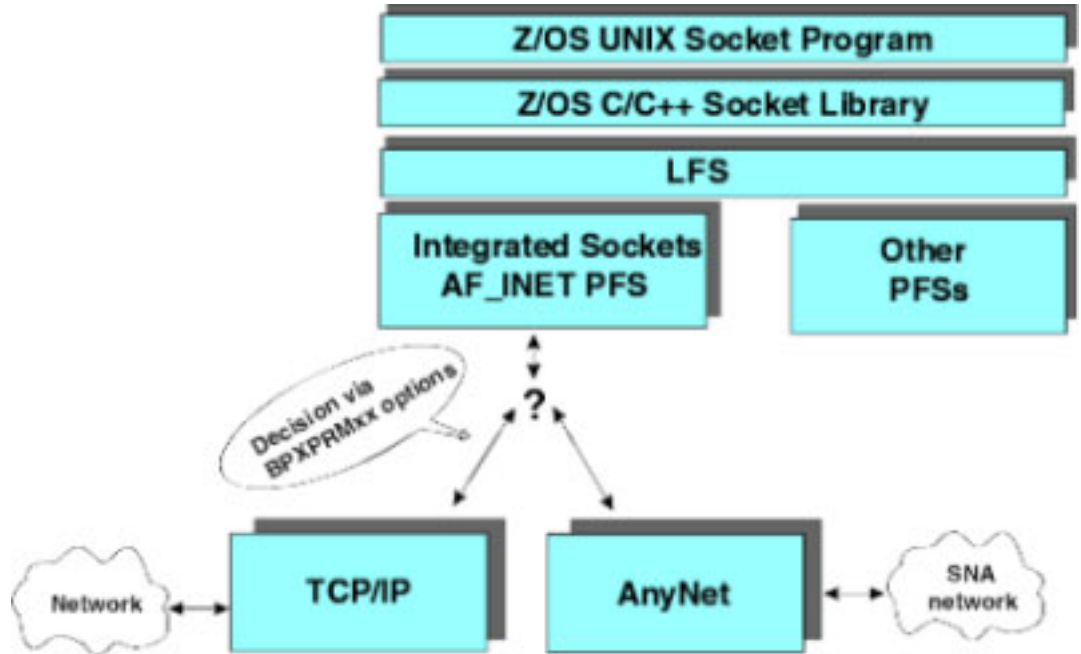 Z/OS UNIX Socket Program
Z/OS C/C++ Socket Library
LFS
Integrated Sockets
AF_INET PFS
Other
PFSs
Decision via
BPXPRMxx options
?
TCP/IP
AnyNet
Network
SNA
network